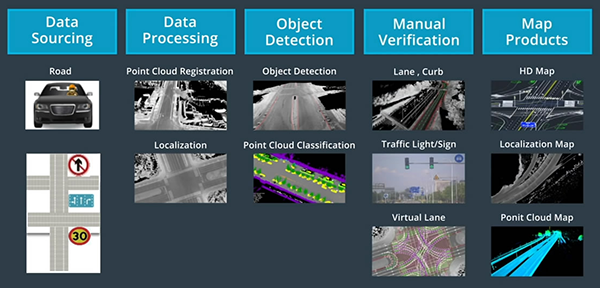 Data
Sourcing
Data
Processing
Object
Detection
Manual
Verification
Map
Products
Road
Point Cloud Registration
Object Detection
Lane , Curb
HD Map
Localization
Point Cloud Classification
Traffic Light/Sign
Localization Map
30
Virtual Lane
Ponit Cloud Map